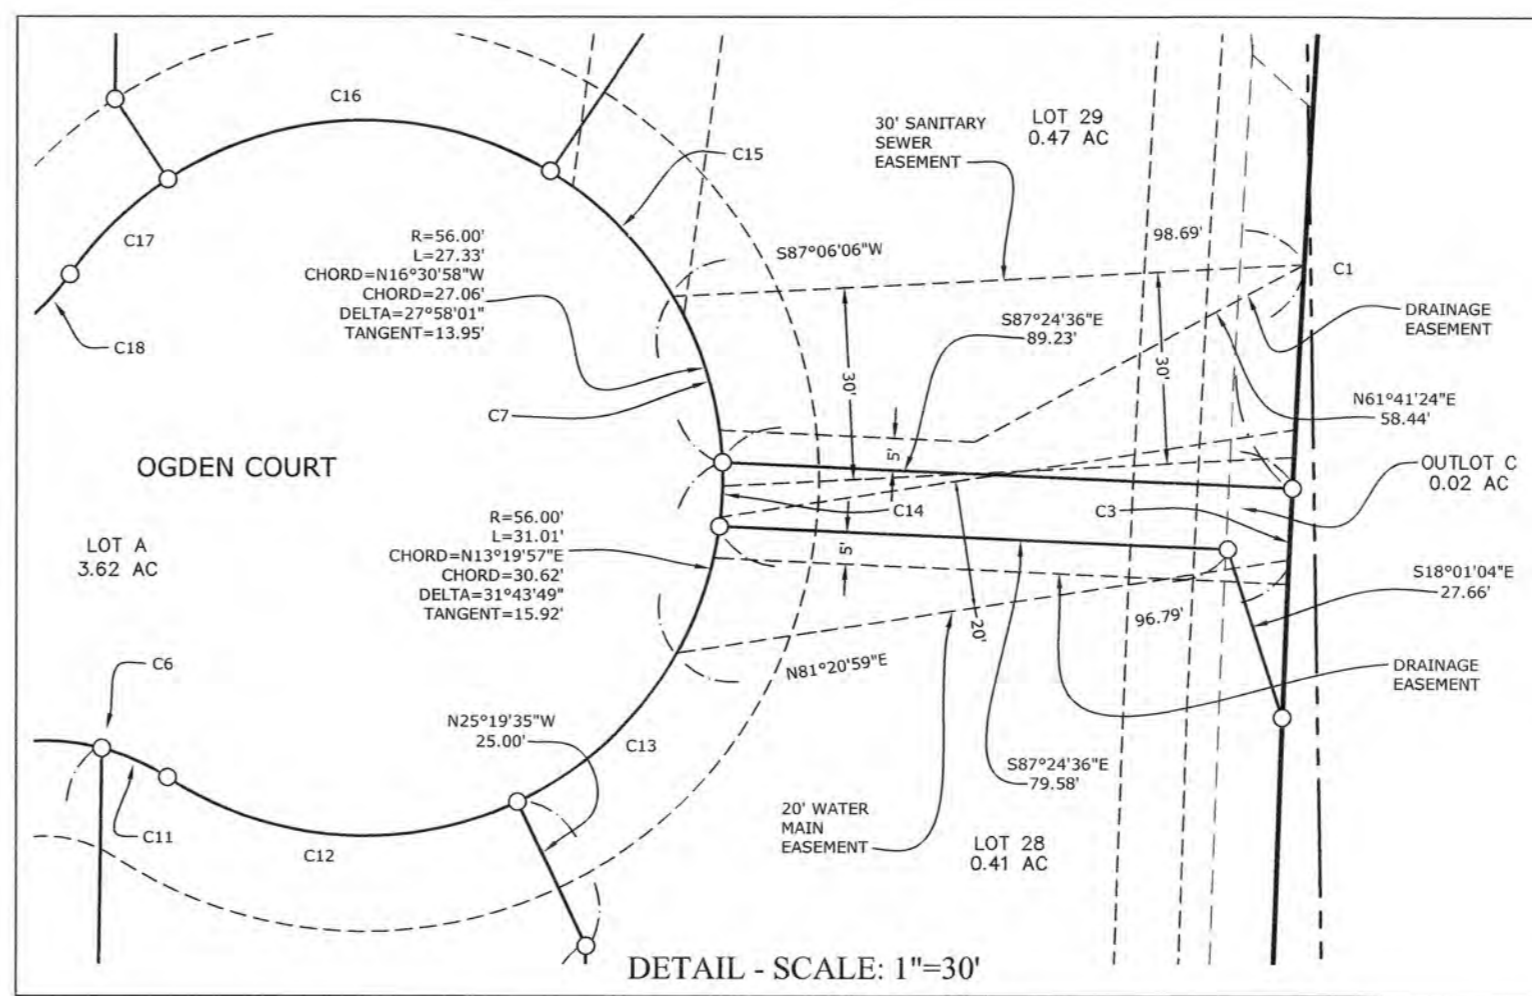 C16
30' SANITARY
SEWER
EASEMENT
LOT 29
0.47 AC
C15
C17
R=56.00'
L=27.33'
CHORD=N16°30'58"W
CHORD=27.06'
DELTA=27°58'01"
TANGENT=13.95'
S87°06'06"W
98.69'
C1
DRAINAGE
EASEMENT
S87°24'36"E
89.23'
C18
30'
30'
N61°41'24"E
58.44'
C7
5'
OGDEN COURT
OUTLOT C
0.02 AC
C14
C3
R=56.00'
L=31.01'
CHORD=N13°19'57"E
CHORD=30.62'
DELTA=31°43'49"
TANGENT=15.92'
LOT A
3.62 AC
5'
S18°01'04"E
27.66'
20'
96.79'
N81°20'59"E
C6
DRAINAGE
EASEMENT
N25°19'35"W
25.00'
C13
S87°24'36"E
79.58'
20' WATER
MAIN
EASEMENT
C11
C12
LOT 28
0.41 AC
DETAIL - SCALE: 1"=30'